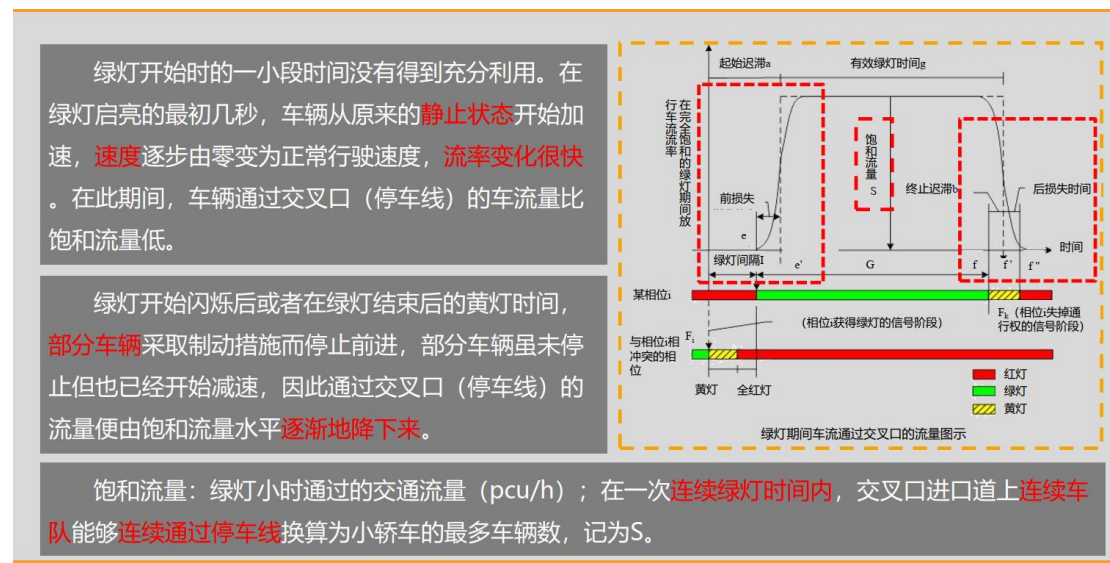 绿灯开始时的一小段时间没有得到充分利用。在
绿灯启亮的最初几秒，车辆从原来的静止状态开始加
速，速度逐步由零变为正常行驶速度，流率变化很快
。在此期间，车辆通过交叉口（停车线）的车流量比
饱和流量低。
绿灯开始闪烁后或者在绿灯结束后的黄灯时间，
部分车辆采取制动措施而停止前进，部分车辆虽未停
止但也已经开始减速，因此通过交叉口（停车线）的
流量便由饱和流量水平逐渐地降下来。
起始迟滞a
有效绿灯时间g
在完全饱和的绿灯期间放
行车流流率
饱和流量
S
前损失
终止迟滞b
后损失时间
e
时间
绿灯间隔I
e'
G
f
f'
f"
某相位i
(相位i获得绿灯的信号阶段)
Fk (相位i失掉通
行权的信号阶段)
与相位i相
冲突的相
位
Fi
黄灯
全红灯
红灯
绿灯
黄灯
绿灯期间车流通过交叉口的流量图示
饱和流量：绿灯小时通过的交通流量（pcu/h）；在一次连续绿灯时间内，交叉口进口道上连续车
队能够连续通过停车线换算为小轿车的最多车辆数，记为S。